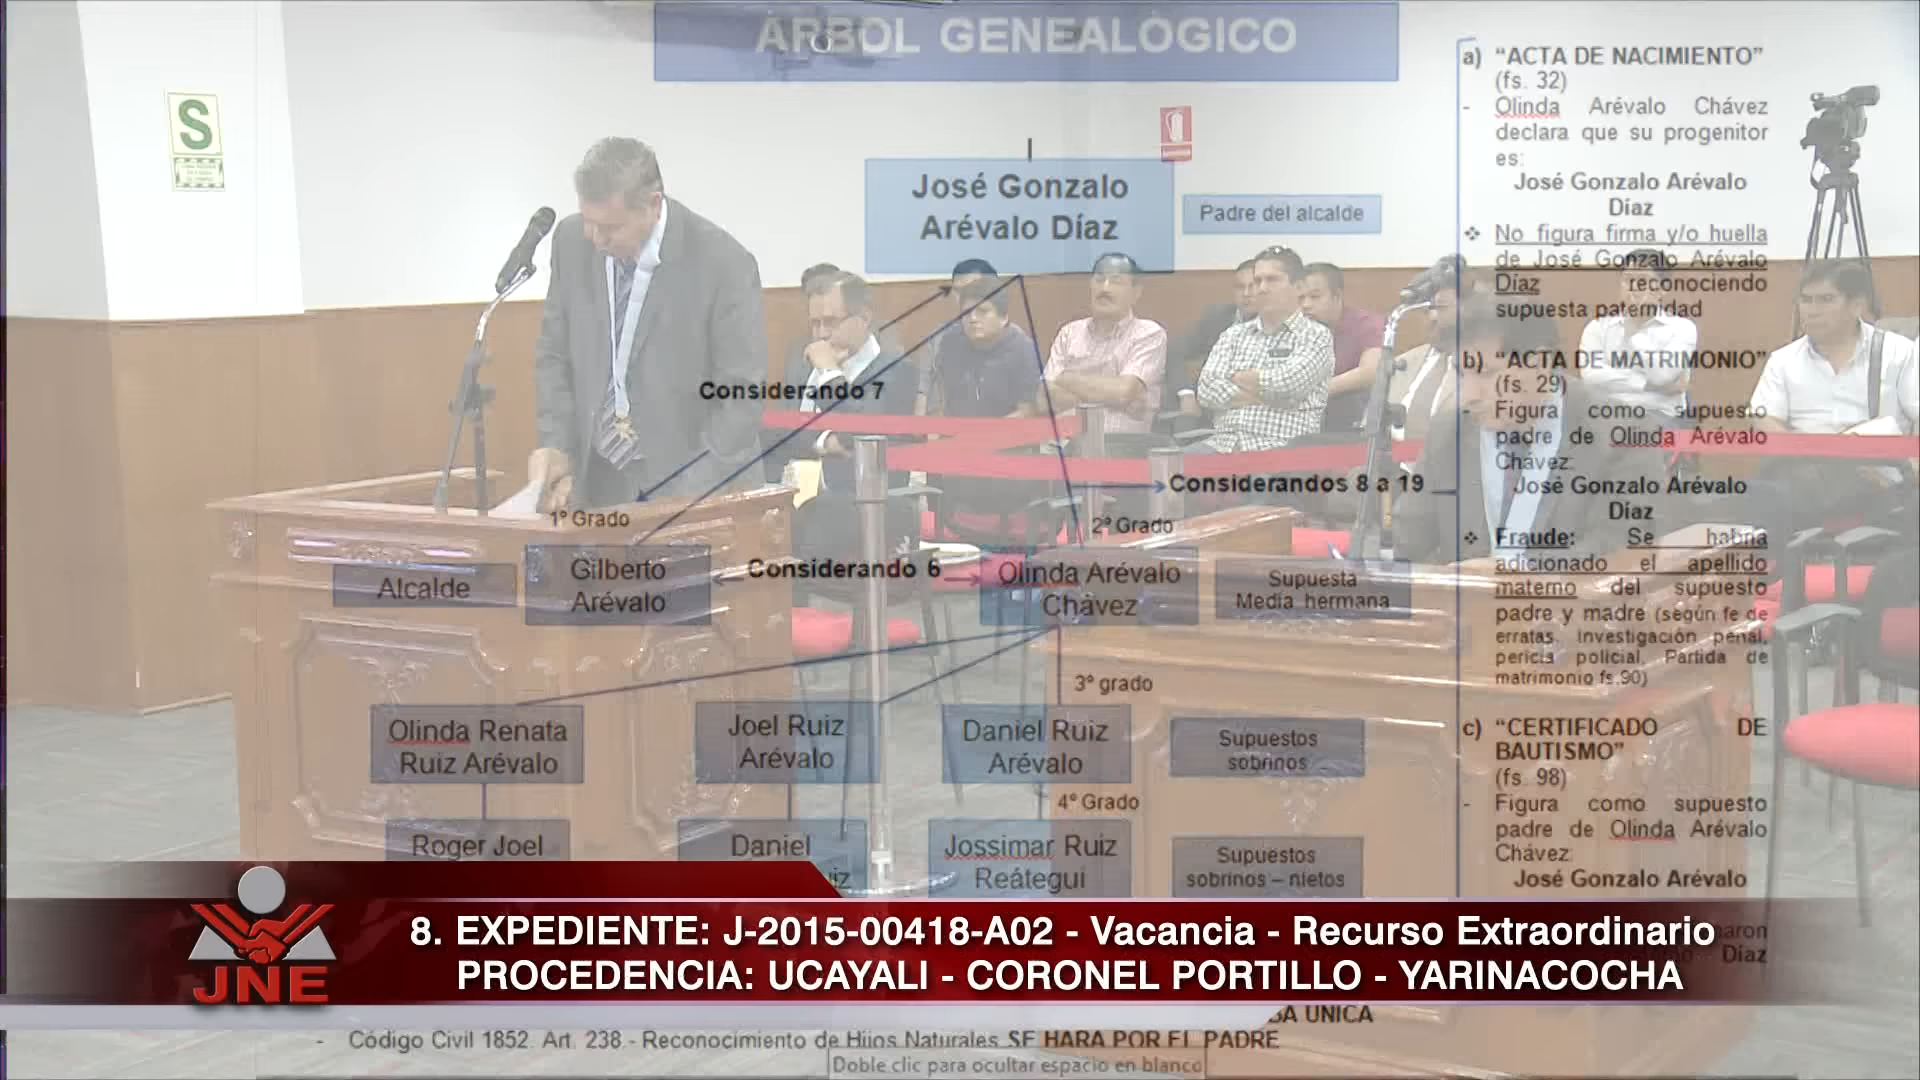 ÁRBOL GENEALÓGICO
S
José Gonzalo
Arévalo Díaz
Padre del alcalde
Considerando 7
Considerandos 8 a 19
1º Grado
2º Grado
Alcalde
Gilberto
Arévalo
Considerando 6
Olinda Arévalo
Chávez
Supuesta
Media hermana
3º grado
Olinda Renata
Ruiz Arévalo
Joel Ruiz
Arévalo
Daniel Ruiz
Arévalo
Supuestos
sobrinos
4º Grado
Roger Joel
Daniel
Jossimar Ruiz
Reátegui
Supuestos
sobrinos – nietos
a) “ACTA DE NACIMIENTO”
(fs. 32)
- Olinda Arévalo Chávez
declara que su progenitor
es:
José Gonzalo Arévalo
Díaz
❖ No figura firma y/o huella
de José Gonzalo Arévalo
Díaz reconociendo
supuesta paternidad
b) “ACTA DE MATRIMONIO”
(fs. 29)
- Figura como supuesto
padre de Olinda Arévalo
Chávez:
José Gonzalo Arévalo
Díaz
❖ Fraude: Se habría
adicionado el apellido
materno del supuesto
padre y madre (según fe de
erratas, Investigación penal,
pericia policial, Partida de
matrimonio fs.90)
c) “CERTIFICADO DE
BAUTISMO”
(fs. 98)
- Figura como supuesto
padre de Olinda Arévalo
Chávez:
José Gonzalo Arévalo
Díaz
JNE
8. EXPEDIENTE: J-2015-00418-A02 - Vacancia - Recurso Extraordinario
PROCEDENCIA: UCAYALI - CORONEL PORTILLO - YARINACOCHA
UNICA
- Código Civil 1852. Art. 238.- Reconocimiento de Hijos Naturales SE HARA POR EL PADRE
Doble clic para ocultar espacio en blanco